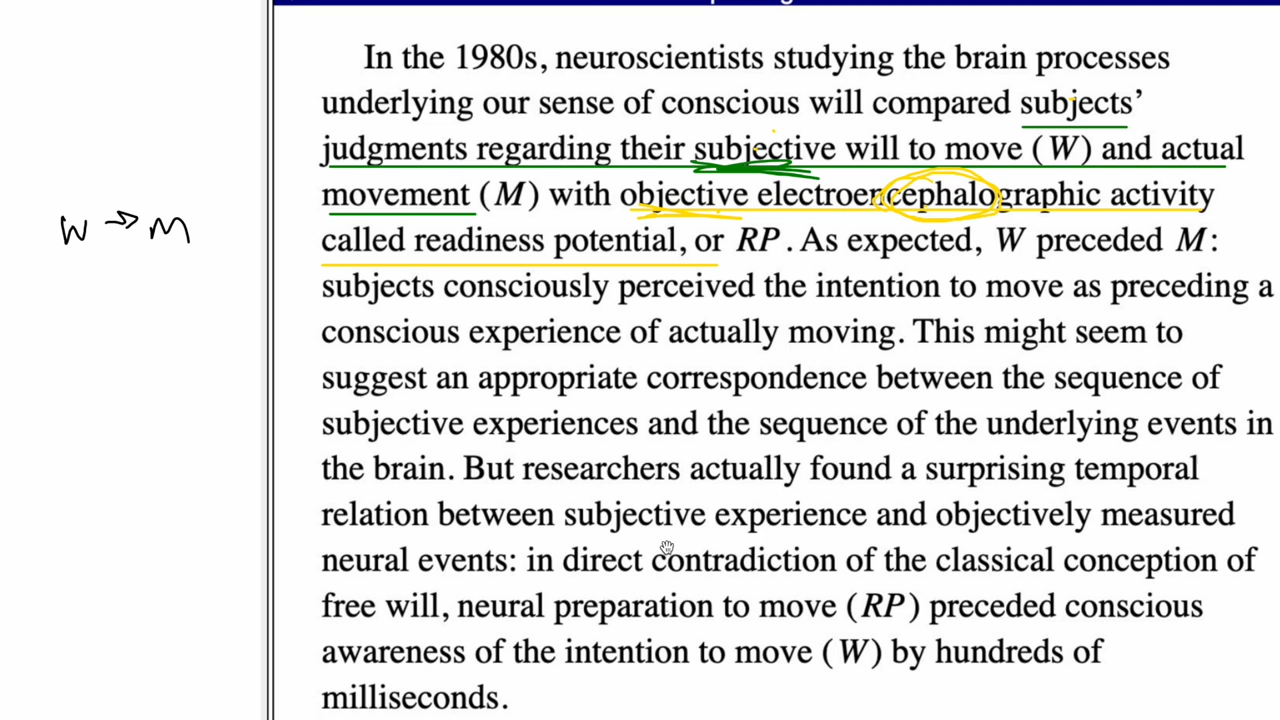 In the 1980s, neuroscientists studying the brain processes
underlying our sense of conscious will compared subjects’
judgments regarding their subjective will to move (W) and actual
movement (M) with objective electroencephalographic activity
called readiness potential, or RP. As expected, W preceded M:
subjects consciously perceived the intention to move as preceding a
conscious experience of actually moving. This might seem to
suggest an appropriate correspondence between the sequence of
subjective experiences and the sequence of the underlying events in
the brain. But researchers actually found a surprising temporal
relation between subjective experience and objectively measured
neural events: in direct contradiction of the classical conception of
free will, neural preparation to move (RP) preceded conscious
awareness of the intention to move (W) by hundreds of
milliseconds.
W → M